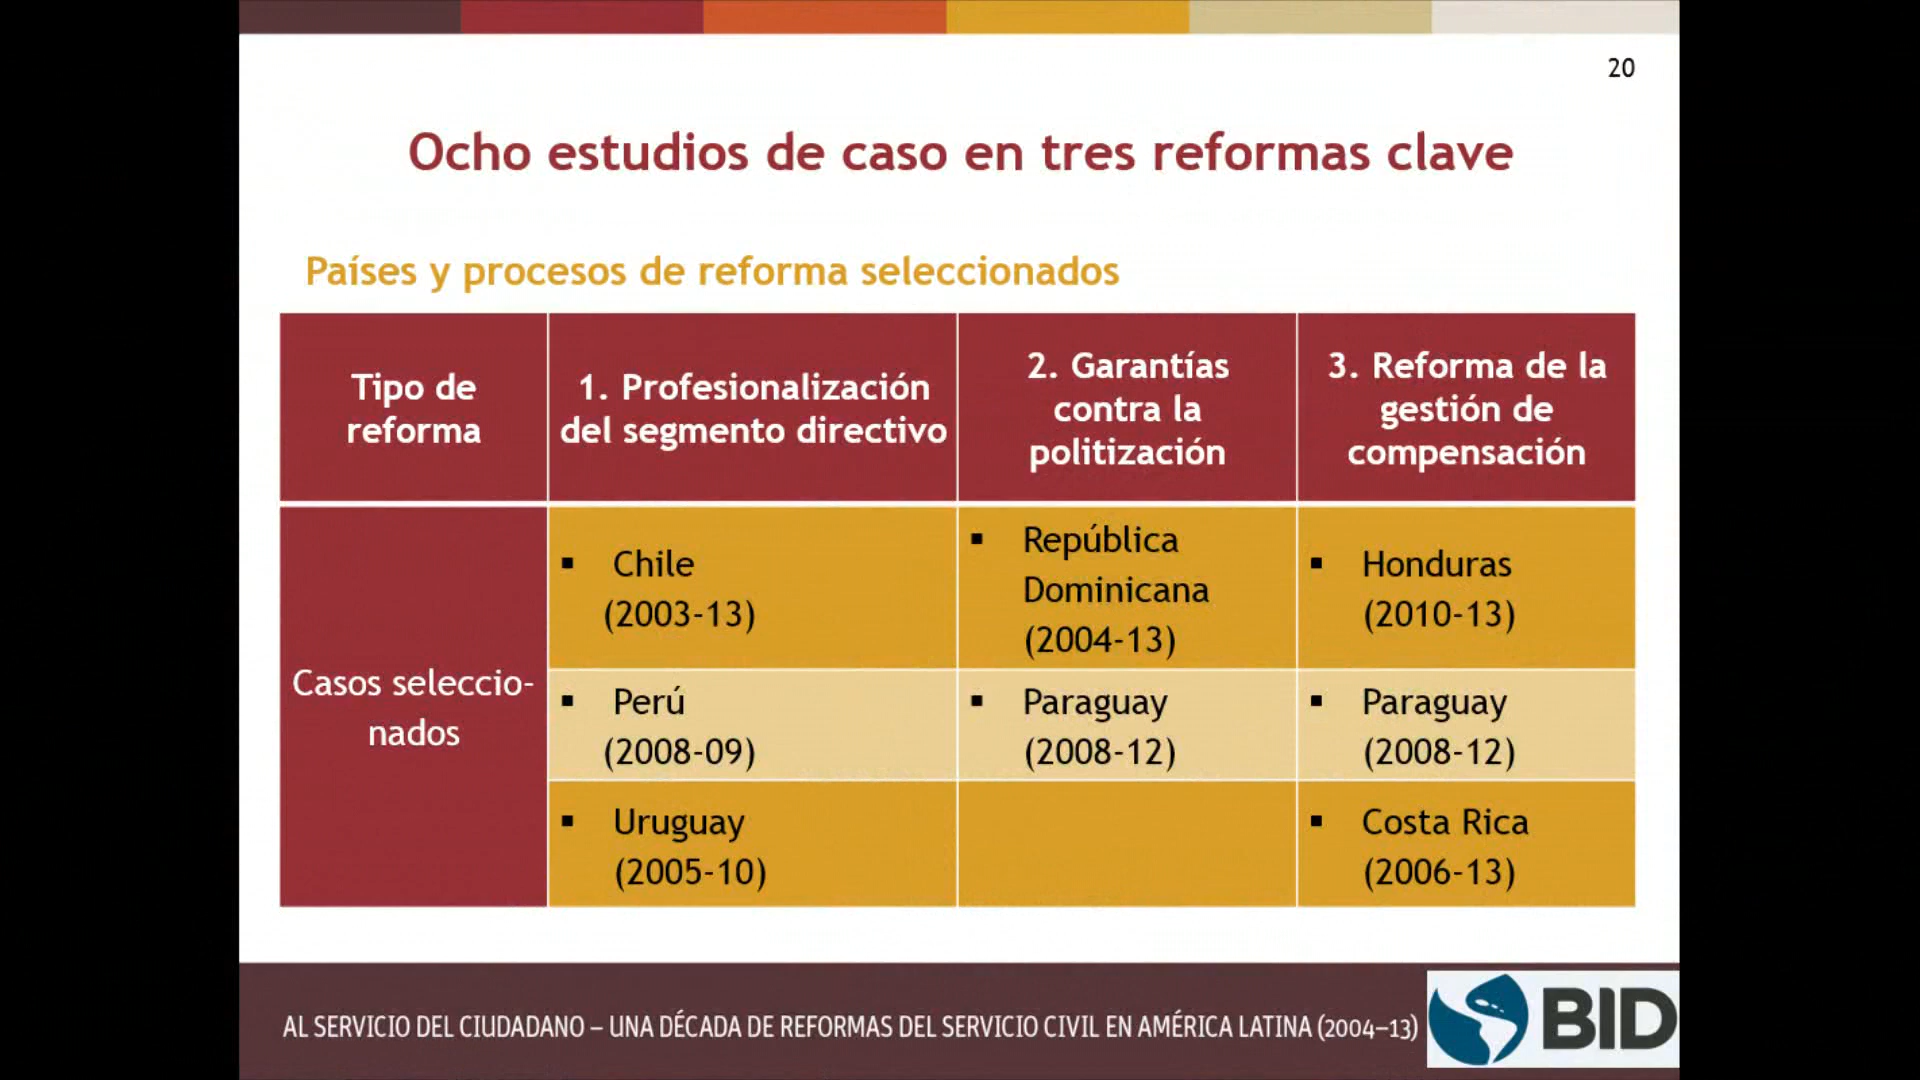 20
Ocho estudios de caso en tres reformas clave
Países y procesos de reforma seleccionados
Tipo de
reforma
1. Profesionalización
del segmento directivo
2. Garantías
contra la
politización
3. Reforma de la
gestión de
compensación
Casos seleccio-
nados
▪ Chile
(2003-13)
▪ República
Dominicana
(2004-13)
▪ Honduras
(2010-13)
▪ Perú
(2008-09)
▪ Paraguay
(2008-12)
▪ Paraguay
(2008-12)
▪ Uruguay
(2005-10)
▪ Costa Rica
(2006-13)
AL SERVICIO DEL CIUDADANO – UNA DÉCADA DE REFORMAS DEL SERVICIO CIVIL EN AMÉRICA LATINA (2004–13)
BID